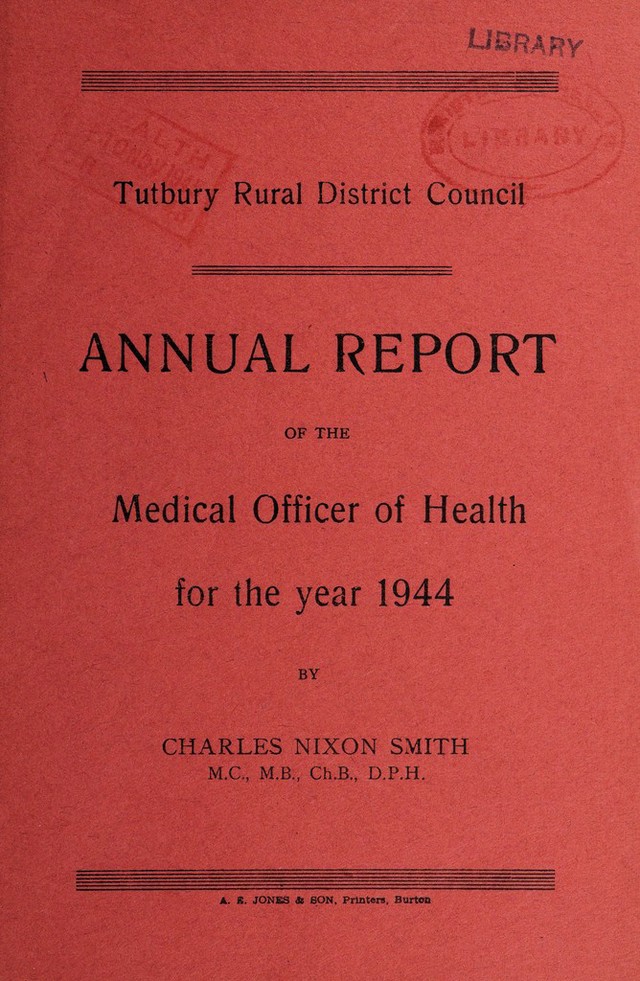 LIBRARY
LIBRARY
Tutbury Rural District Council
ANNUAL REPORT
OF THE
Medical Officer of Health
for the year 1944
BY
CHARLES NIXON SMITH
M.C., M.B., Ch.B., D.P.H.
A. E. JONES & SON, Printers, Burton